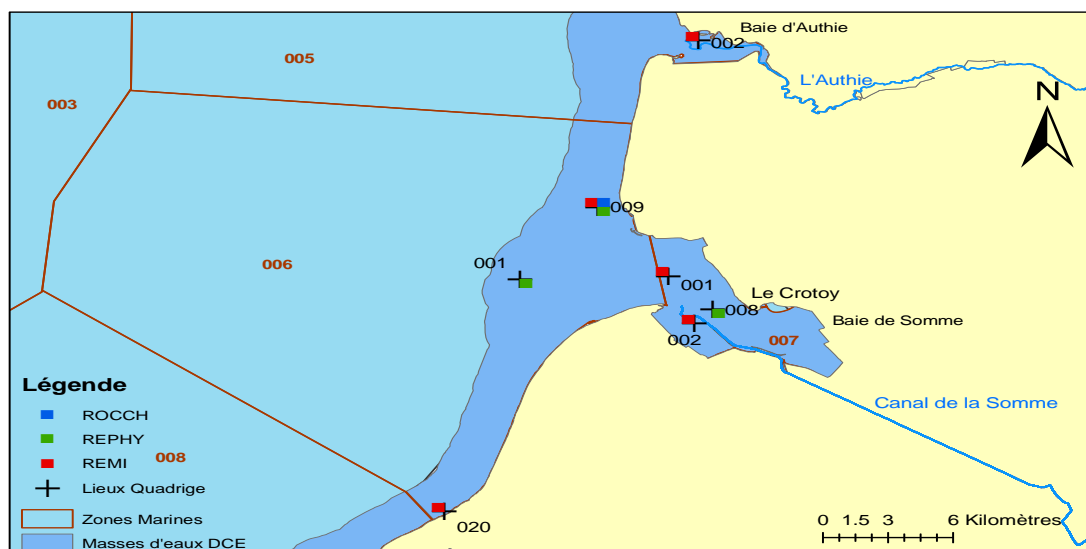 Baie d'Authie
002
005
L'Authie
003
N
009
001
006
001
Le Crotoy
008
Baie de Somme
002
007
Légende
Canal de la Somme
ROCCH
REPHY
008
REMI
Lieux Quadrige
020
Zones Marines
0 1.5 3 6 Kilomètres
Masses d'eaux DCE